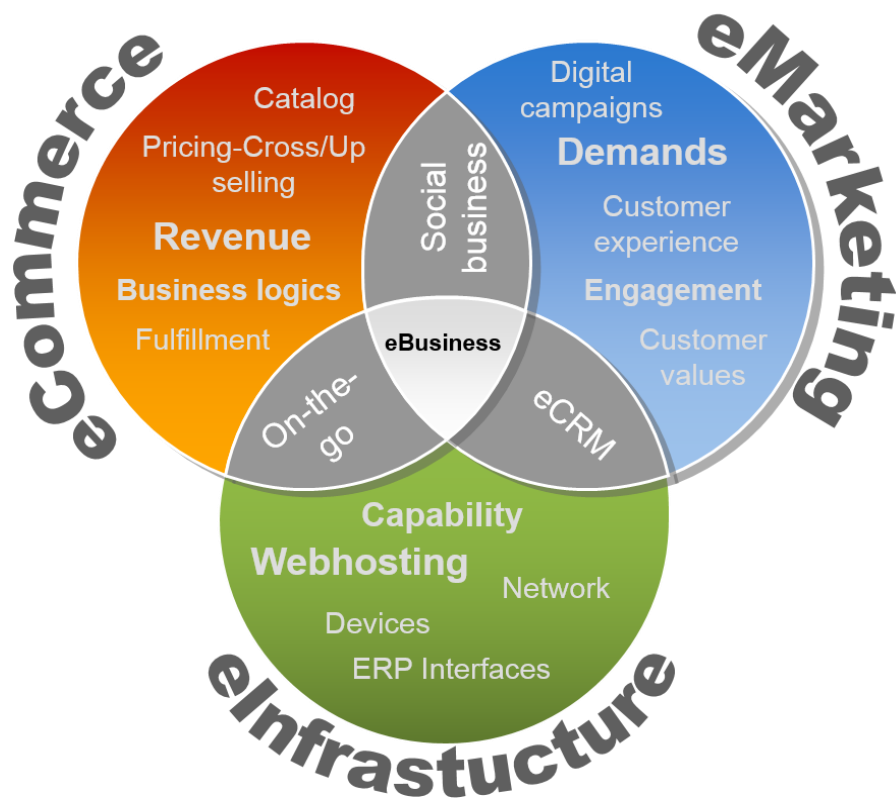 eCommerce
Catalog
Pricing-Cross/Up
selling
Revenue
Business logics
Fulfillment
Social
business
eMarketing
Digital
campaigns
Demands
Customer
experience
Engagement
Customer
values
eBusiness
On-the-
go
eCRM
Capability
Webhosting
Network
Devices
ERP Interfaces
eInfrastucture